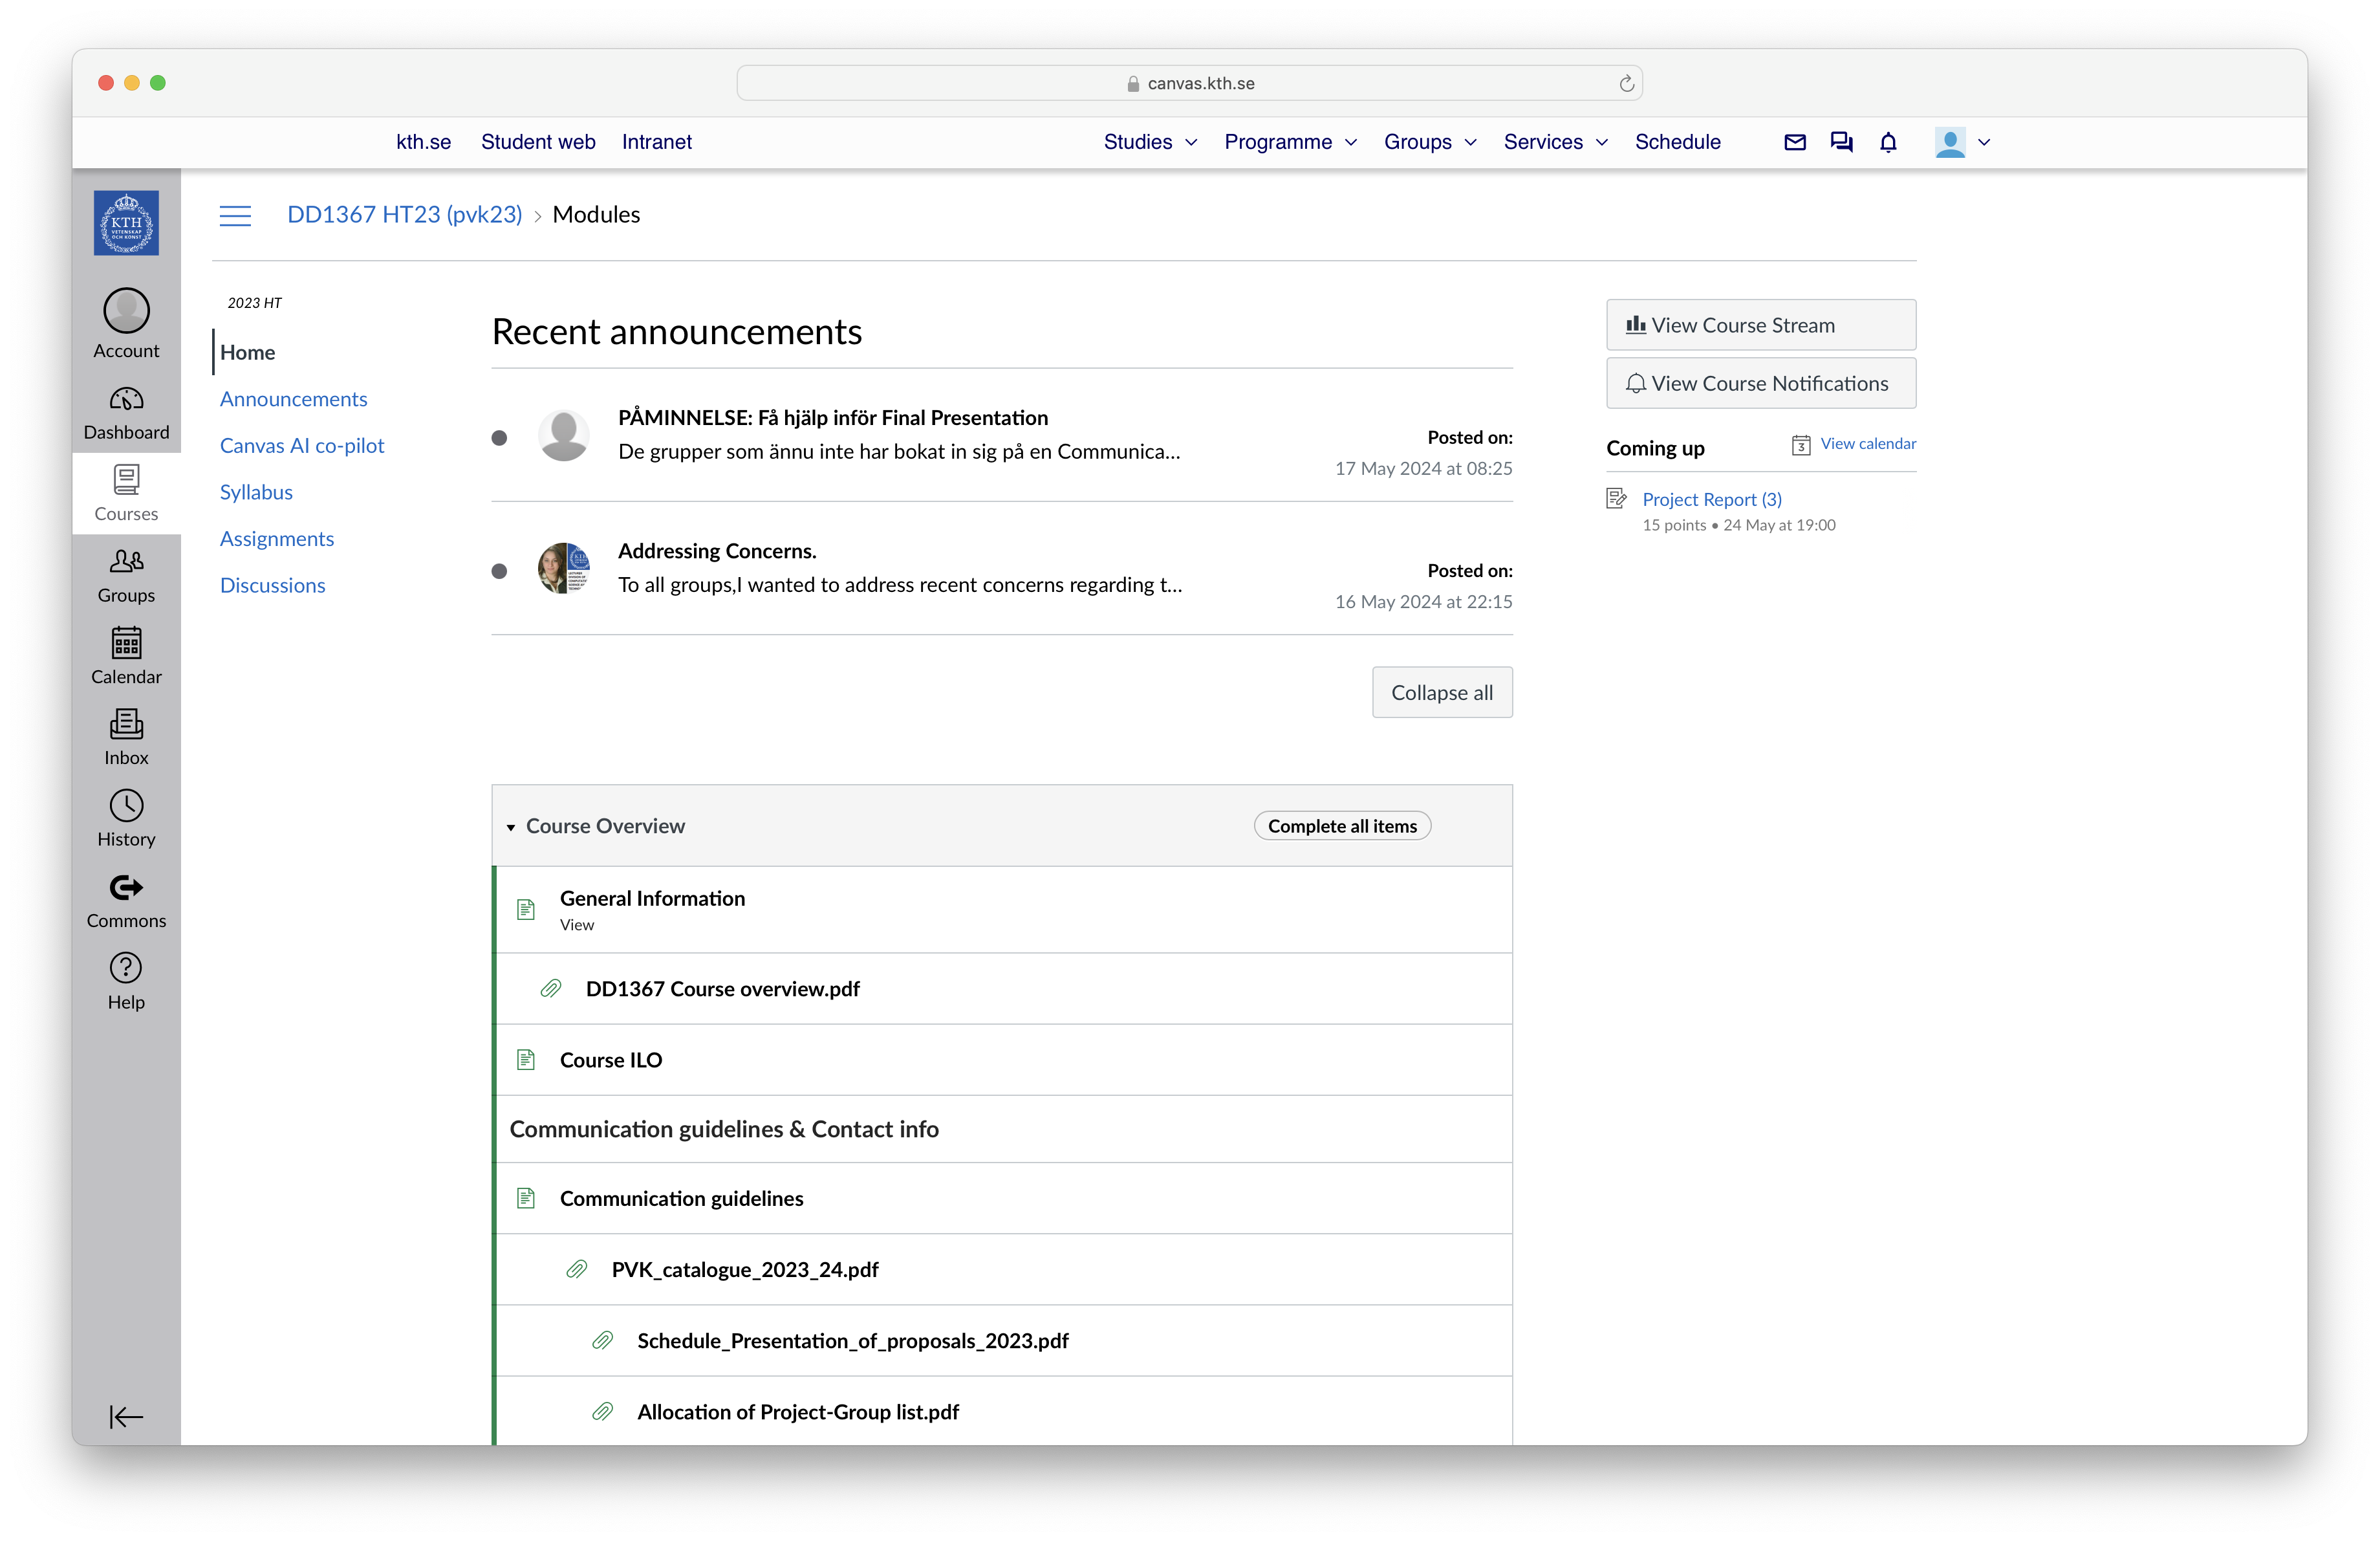 canvas.kth.se
kth.se Student web Intranet Studies Programme Groups Services Schedule
KTH
VETENSKAP
OCH KONST
DD1367 HT23 (pvk23) › Modules
Account
Dashboard
Courses
Groups
Calendar
Inbox
History
Commons
Help
2023 HT
Home
Announcements
Canvas AI co-pilot
Syllabus
Assignments
Discussions
Recent announcements
PÅMINNELSE: Få hjälp inför Final Presentation
De grupper som ännu inte har bokat in sig på en Communica...
Posted on:
17 May 2024 at 08:25
Addressing Concerns.
To all groups,I wanted to address recent concerns regarding t...
Posted on:
16 May 2024 at 22:15
Collapse all
Course Overview Complete all items
General Information
View
DD1367 Course overview.pdf
Course ILO
Communication guidelines & Contact info
Communication guidelines
PVK_catalogue_2023_24.pdf
Schedule_Presentation_of_proposals_2023.pdf
Allocation of Project-Group list.pdf
View Course Stream
View Course Notifications
Coming up 3 View calendar
Project Report (3)
15 points • 24 May at 19:00